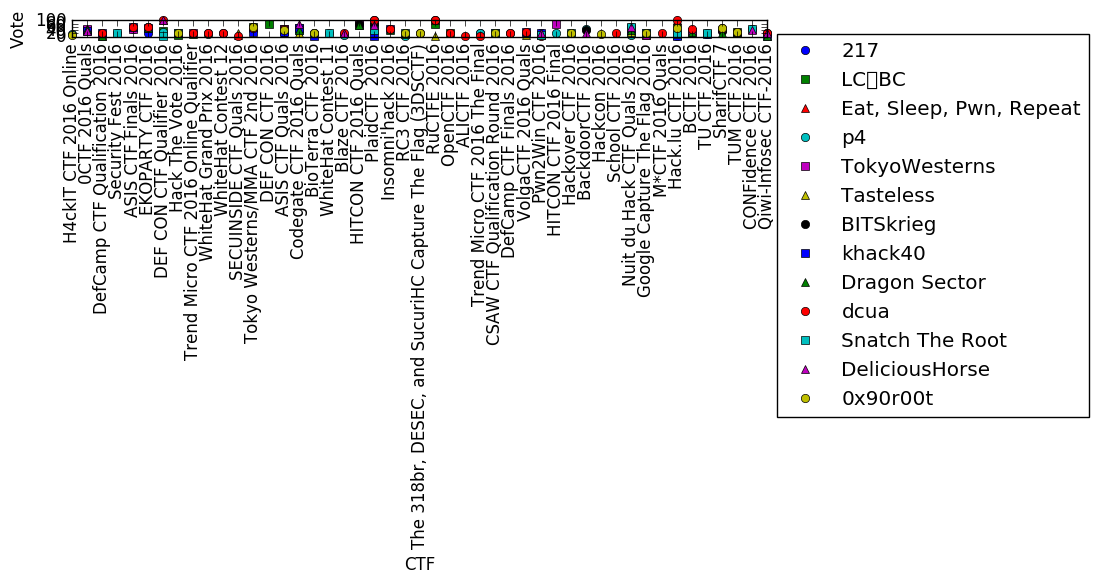 Vote
100
H4ckIT CTF 2016 Online
0CTF 2016 Quals
DefCamp CTF Qualification 2016
Security Fest 2016
ASIS CTF Finals 2016
EKOPARTY CTF 2016
DEF CON CTF Qualifier 2016
Hack The Vote 2016
Trend Micro CTF 2016 Online Qualifier
WhiteHat Grand Prix 2016
WhiteHat Contest 12
SECUINSIDE CTF Quals 2016
Tokyo Westerns/MMA CTF 2nd 2016
DEF CON CTF 2016
ASIS CTF Quals 2016
Codegate CTF 2016 Quals
BioTerra CTF 2016
WhiteHat Contest 11
Blaze CTF 2016
HITCON CTF 2016 Quals
PlaidCTF 2016
Insomni'hack 2016
RC3 CTF 2016
The 318br, DESEC, and SucuriHC Capture The Flag (3DSCTF)
RuCTFE 2016
OpenCTF 2016
ALICTF 2016
Trend Micro CTF 2016 The Final
CSAW CTF Qualification Round 2016
DefCamp CTF Finals 2016
VolgaCTF 2016 Quals
Pwn2Win CTF 2016
HITCON CTF 2016 Final
Hackover CTF 2016
BackdoorCTF 2016
Hackcon 2016
School CTF 2016
Nuit du Hack CTF Quals 2016
Google Capture The Flag 2016
M*CTF 2016 Quals
Hack.lu CTF 2016
BCTF 2016
TU CTF 2016
SharifCTF 7
TUM CTF 2016
CONFidence CTF 2016
Qiwi-Infosec CTF-2016
CTF
217
LC▯BC
Eat, Sleep, Pwn, Repeat
p4
TokyoWesterns
Tasteless
BITSkrieg
khack40
Dragon Sector
dcua
Snatch The Root
DeliciousHorse
0x90r00t